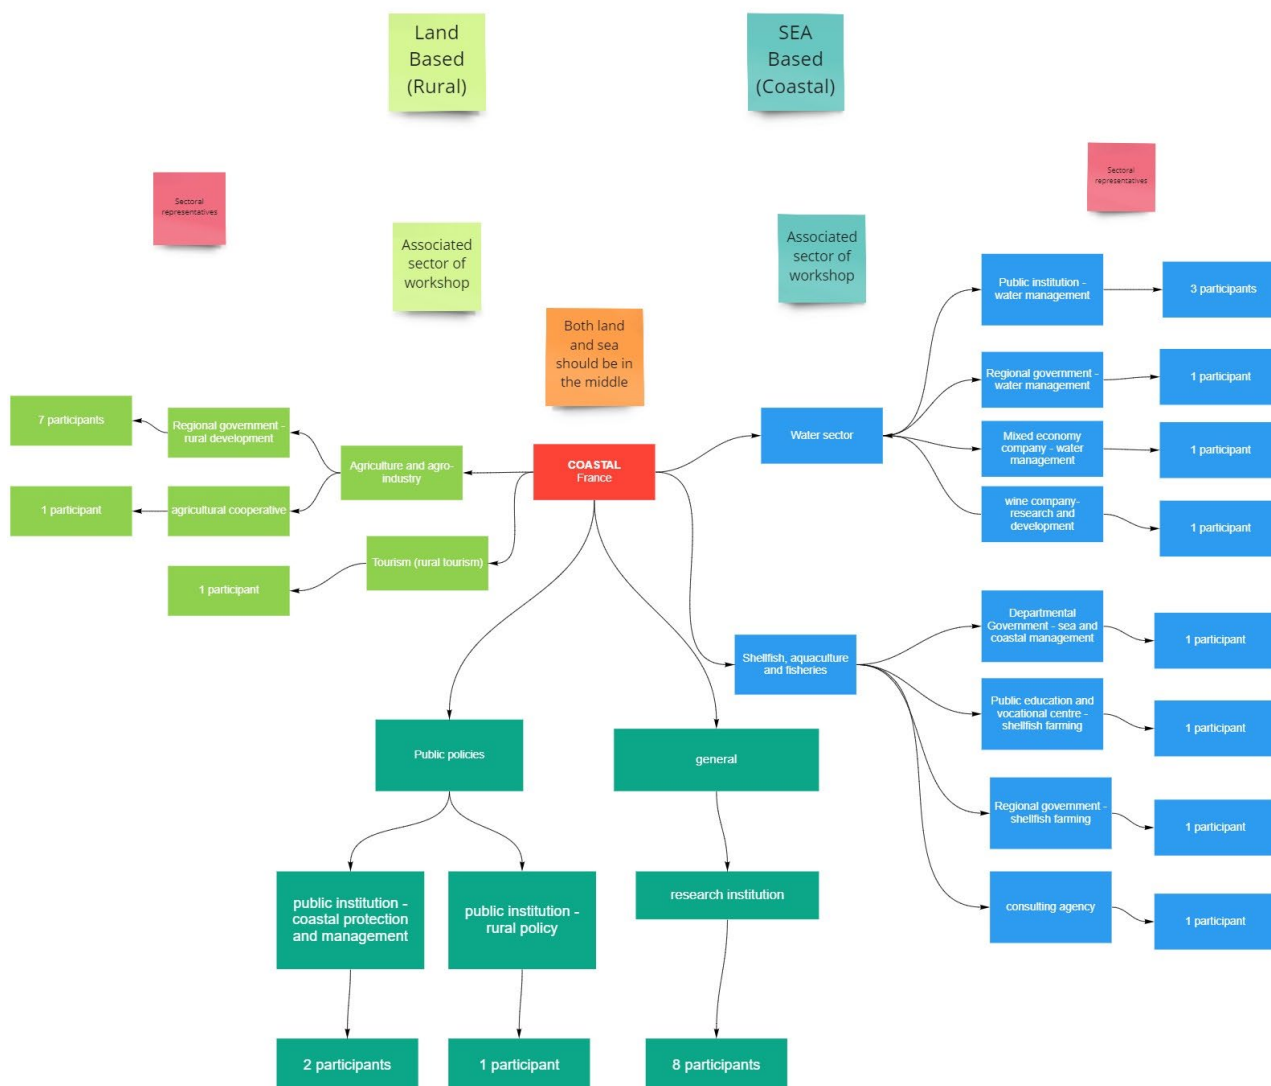 Land
Based
(Rural)
SEA
Based
(Coastal)
Sectoral
representatives
Sectoral
representatives
Associated
sector of
workshop
Associated
sector of
workshop
Both land
and sea
should be in
the middle
COASTAL
France
7 participants
Regional government -
rural development
Agriculture and agro-
industry
1 participant
agricultural cooperative
Tourism (rural tourism)
1 participant
Water sector
Public institution -
water management
3 participants
Regional government -
water management
1 participant
Mixed economy
company - water
management
1 participant
wine company-
research and
development
1 participant
Shellfish, aquaculture
and fisheries
Departmental
Government - sea and
coastal management
1 participant
Public education and
vocational centre -
shellfish farming
1 participant
Regional government -
shellfish farming
1 participant
consulting agency
1 participant
Public policies
general
public institution -
coastal protection
and management
public institution -
rural policy
research institution
2 participants
1 participant
8 participants